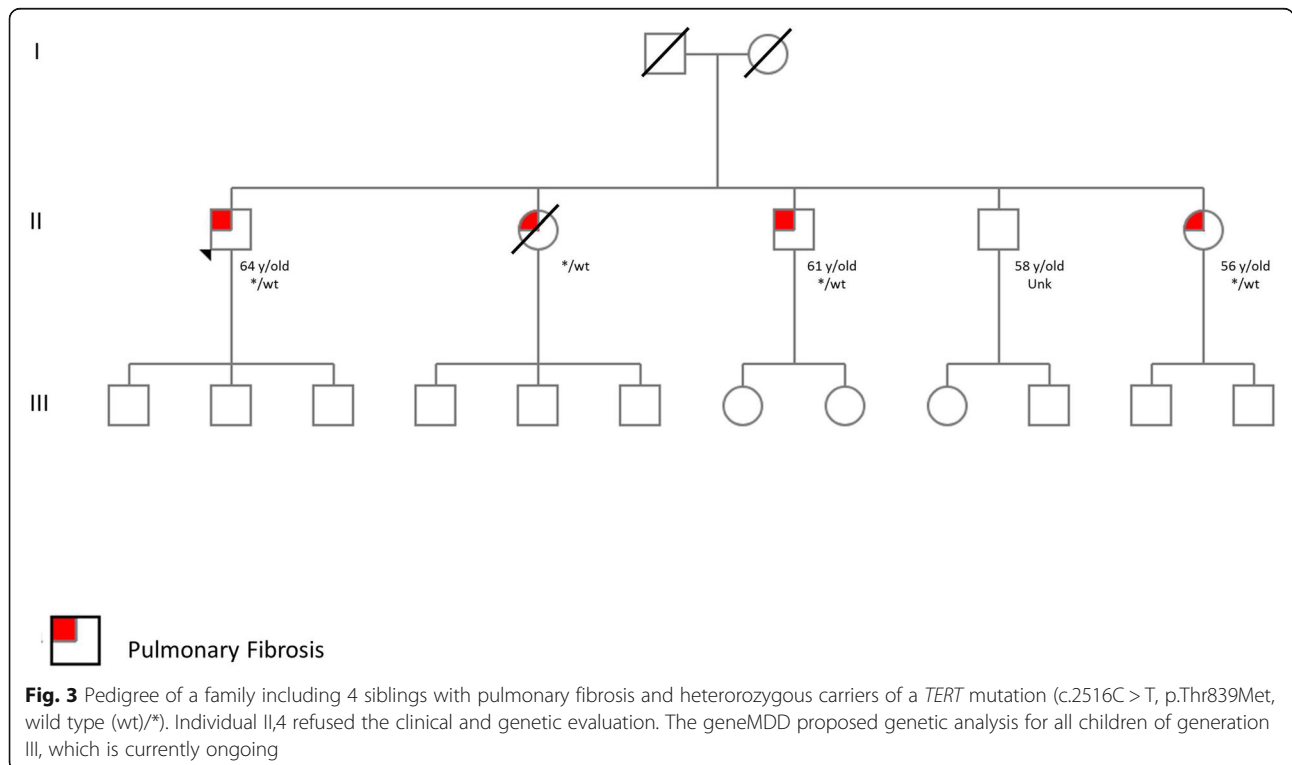 I
II
64 y/old
*/wt
*/wt
61 y/old
*/wt
58 y/old
Unk
56 y/old
*/wt
III
Pulmonary Fibrosis
Fig. 3 Pedigree of a family including 4 siblings with pulmonary fibrosis and heterorozygous carriers of a TERT mutation (c.2516C > T, p.Thr839Met,
wild type (wt)/*). Individual II,4 refused the clinical and genetic evaluation. The geneMDD proposed genetic analysis for all children of generation
III, which is currently ongoing